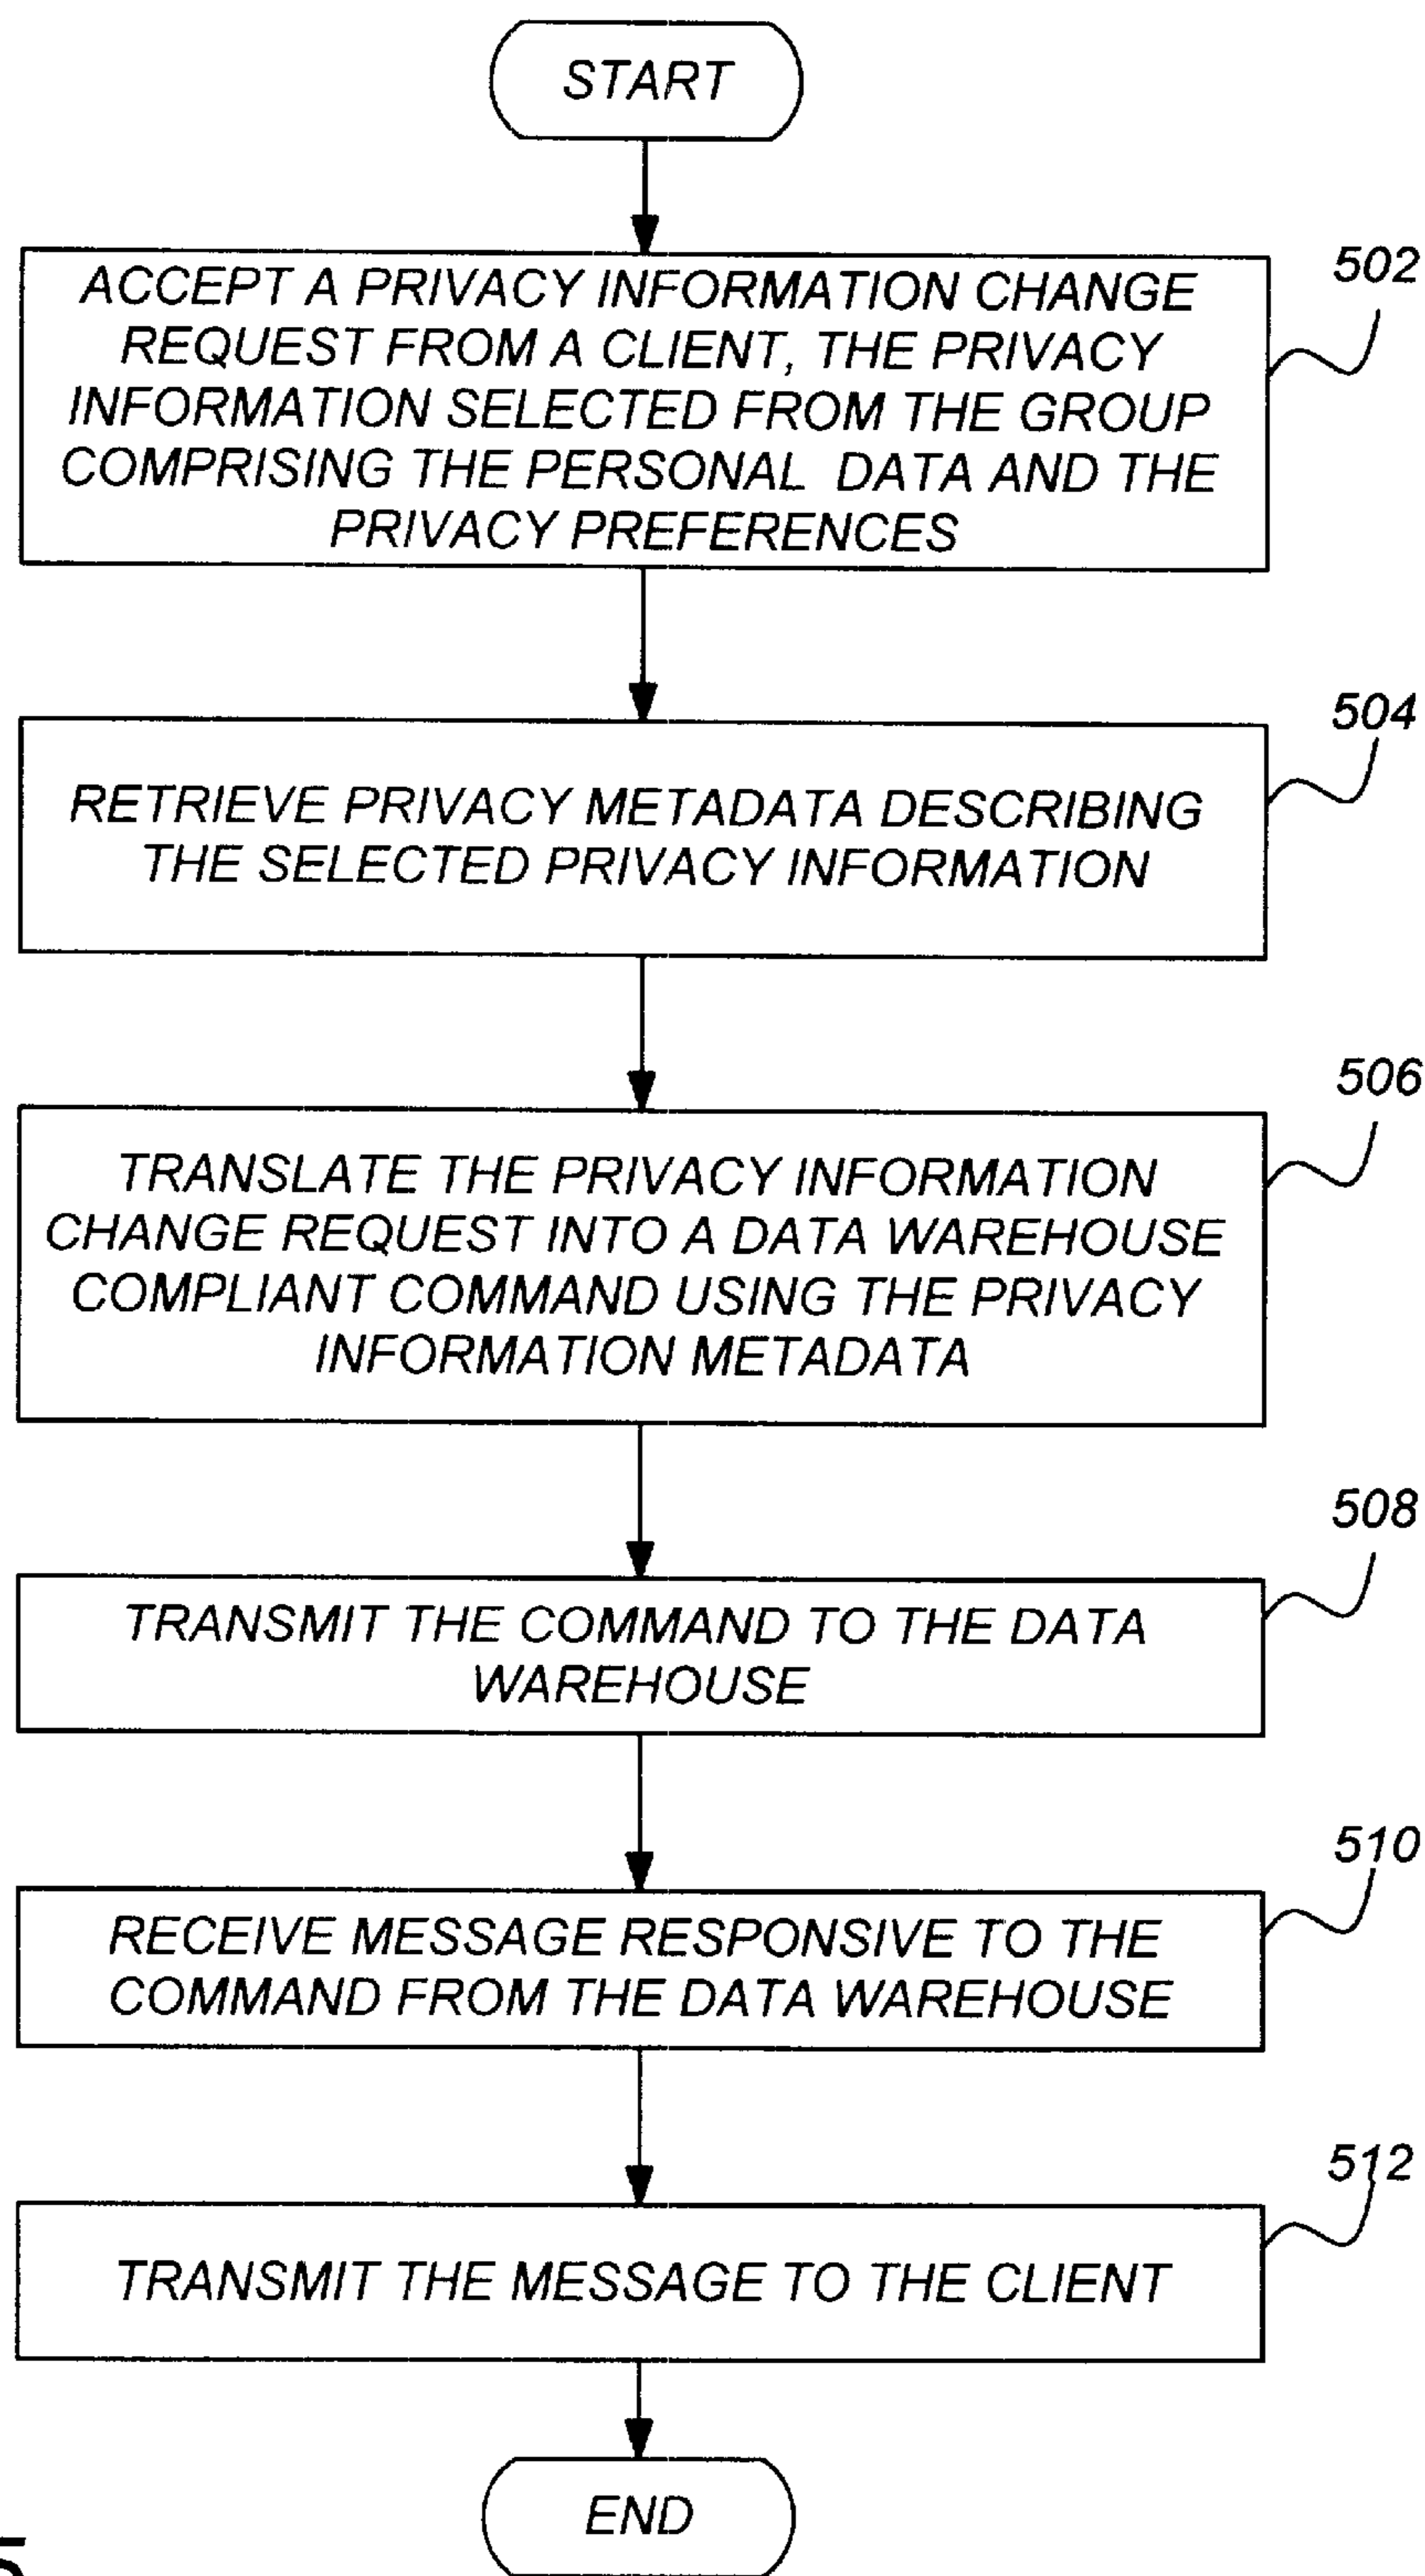 START
ACCEPT A PRIVACY INFORMATION CHANGE
REQUEST FROM A CLIENT, THE PRIVACY
INFORMATION SELECTED FROM THE GROUP
COMPRISING THE PERSONAL DATA AND THE
PRIVACY PREFERENCES
502
RETRIEVE PRIVACY METADATA DESCRIBING
THE SELECTED PRIVACY INFORMATION
504
TRANSLATE THE PRIVACY INFORMATION
CHANGE REQUEST INTO A DATA WAREHOUSE
COMPLIANT COMMAND USING THE PRIVACY
INFORMATION METADATA
506
TRANSMIT THE COMMAND TO THE DATA
WAREHOUSE
508
RECEIVE MESSAGE RESPONSIVE TO THE
COMMAND FROM THE DATA WAREHOUSE
510
TRANSMIT THE MESSAGE TO THE CLIENT
512
END